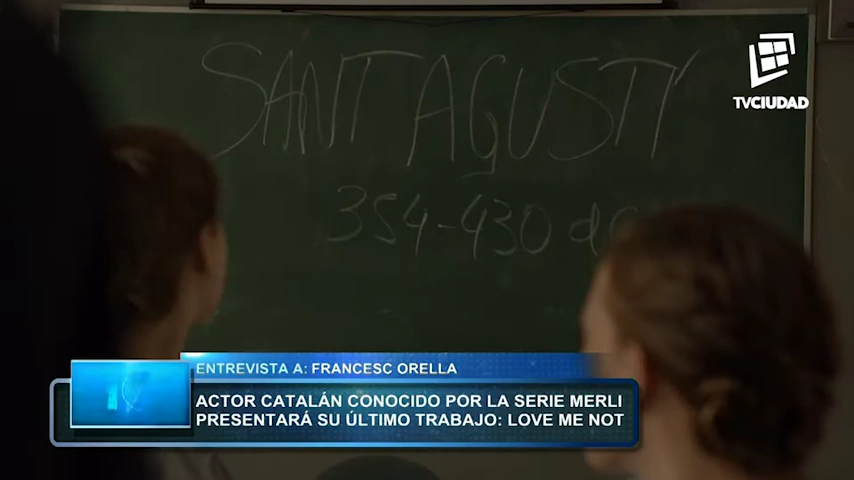 SANT AGUSTÍ
354-430 dC
TVCIUDAD
ENTREVISTA A: FRANCESC ORELLA
ACTOR CATALÁN CONOCIDO POR LA SERIE MERLI
PRESENTARÁ SU ÚLTIMO TRABAJO: LOVE ME NOT